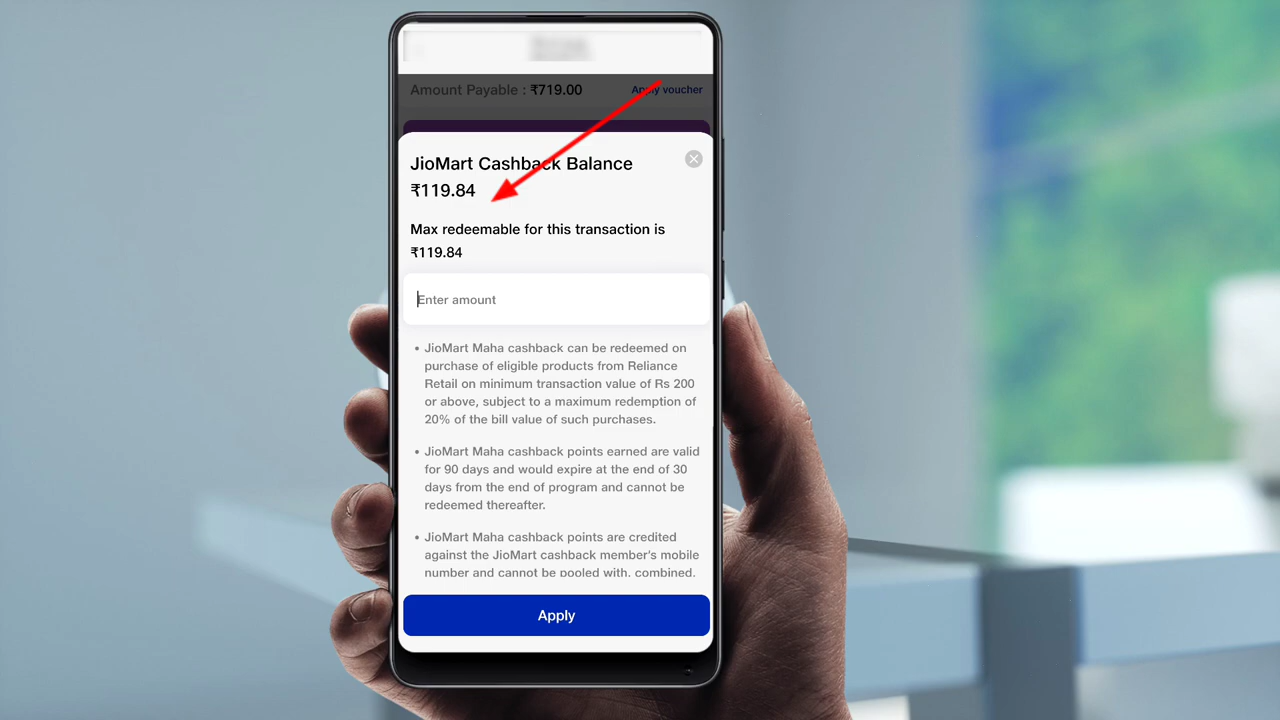 Amount Payable : ₹719.00
Apply voucher
JioMart Cashback Balance
₹119.84
Max redeemable for this transaction is
₹119.84
Enter amount
• JioMart Maha cashback can be redeemed on
purchase of eligible products from Reliance
Retail on minimum transaction value of Rs 200
or above, subject to a maximum redemption of
20% of the bill value of such purchases.
• JioMart Maha cashback points earned are valid
for 90 days and would expire at the end of 30
days from the end of program and cannot be
redeemed thereafter.
• JioMart Maha cashback points are credited
against the JioMart cashback member's mobile
number and cannot be pooled with, combined,
Apply